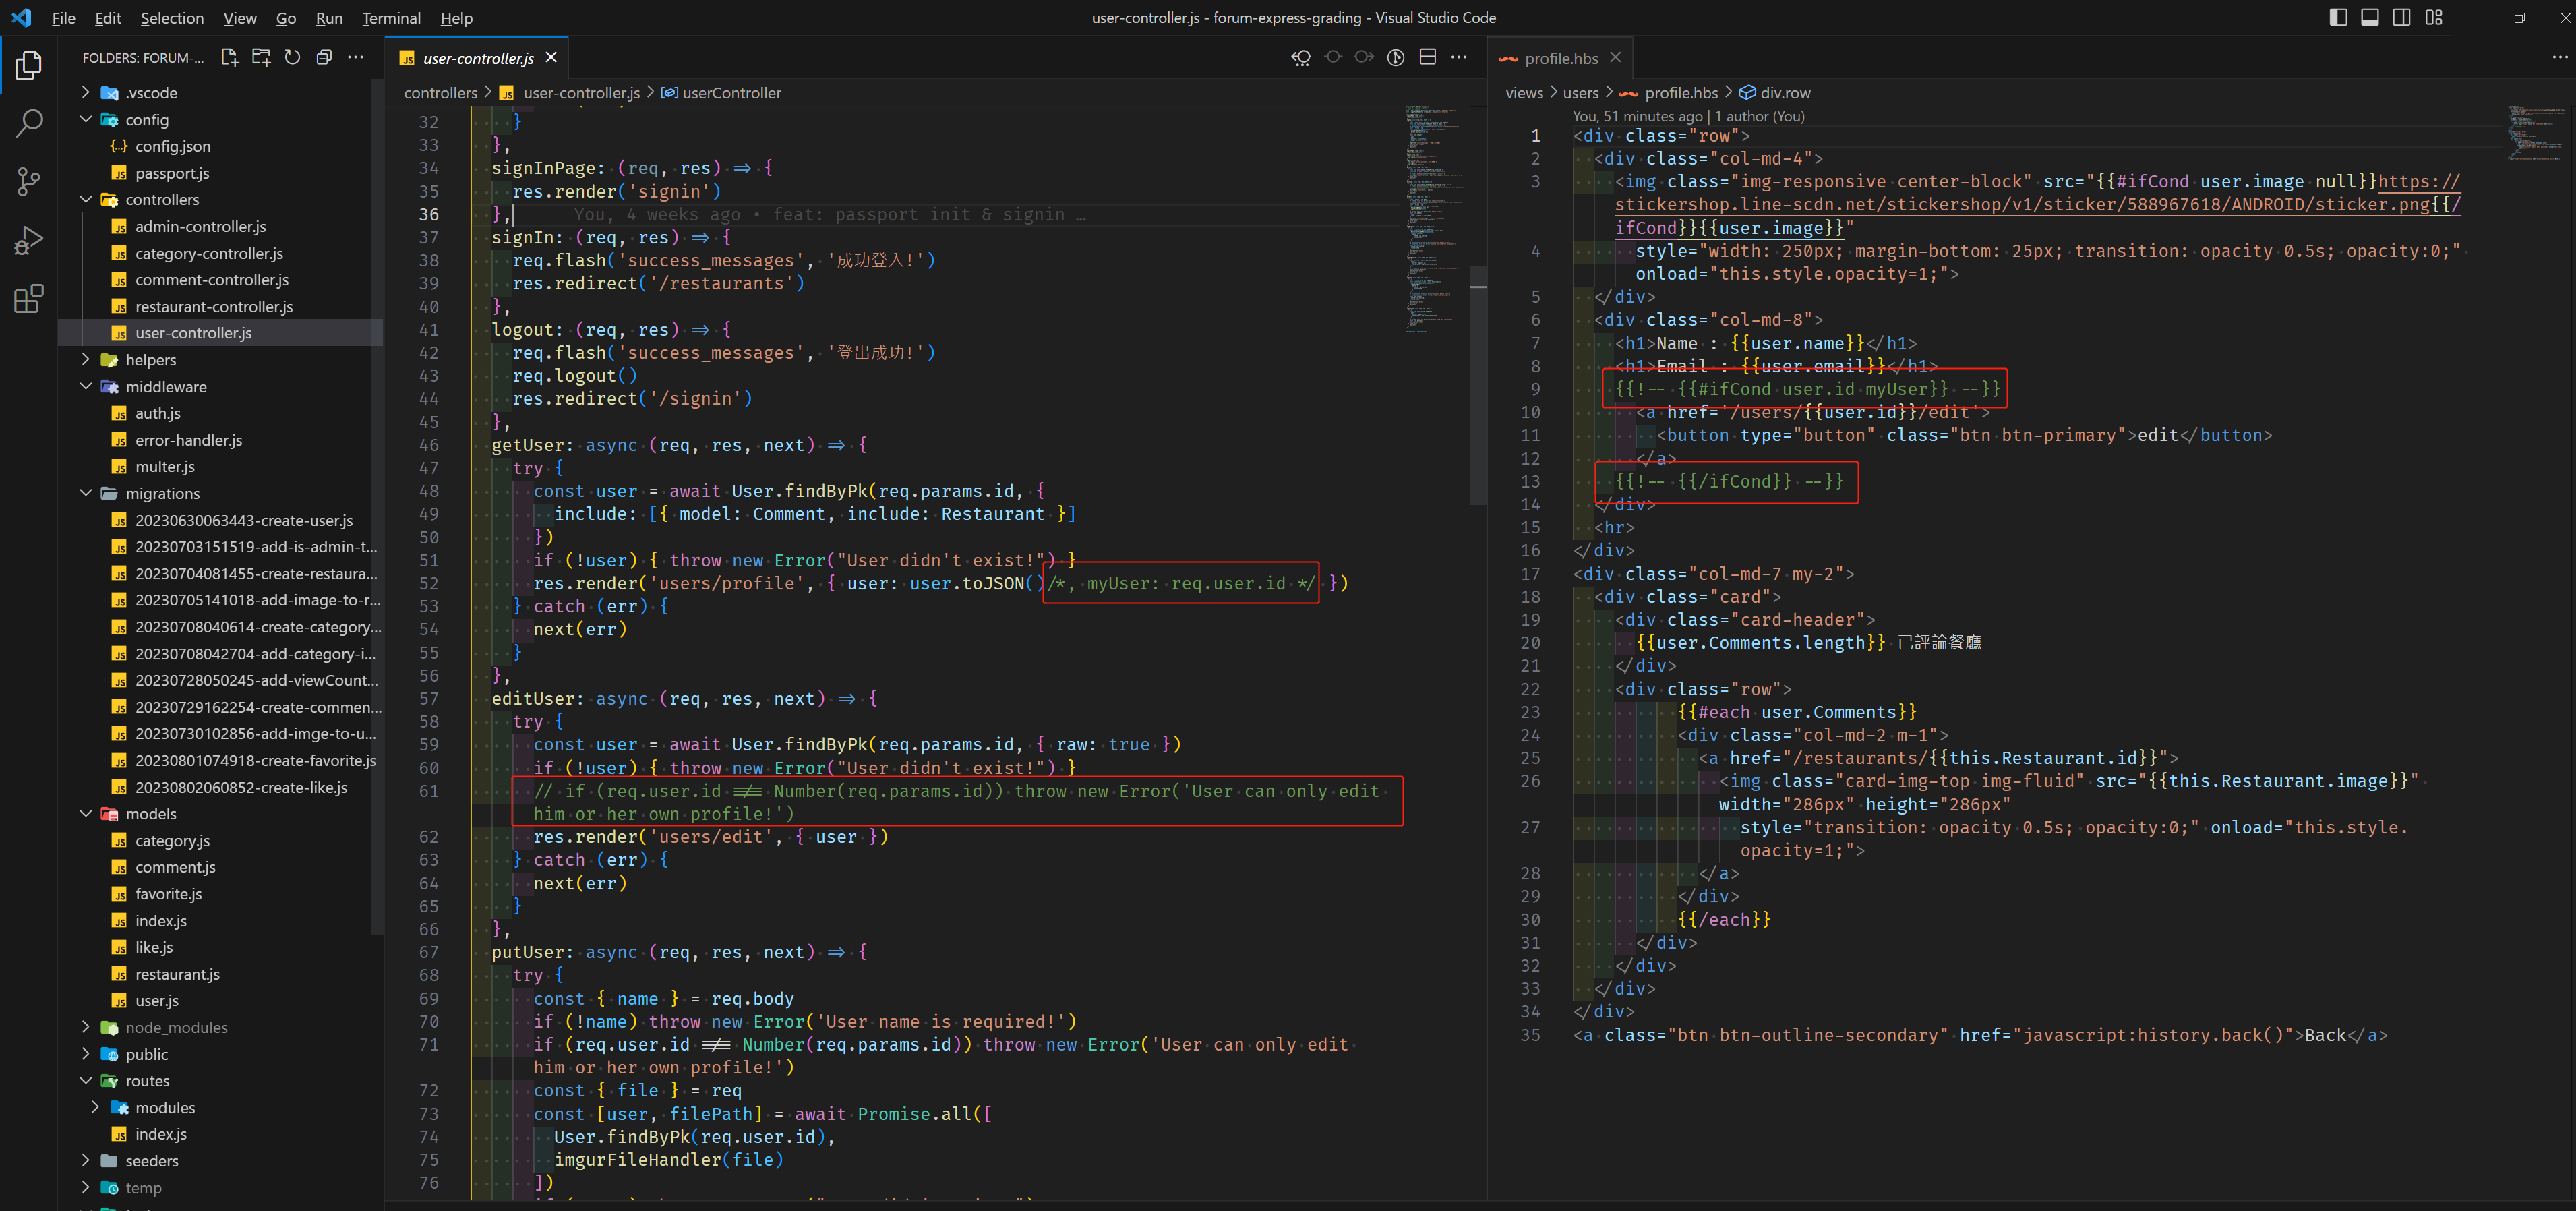 File Edit Selection View Go Run Terminal Help
user-controller.js - forum-express-grading - Visual Studio Code
FOLDERS: FORUM-...
.vscode
config
config.json
passport.js
controllers
admin-controller.js
category-controller.js
comment-controller.js
restaurant-controller.js
user-controller.js
helpers
middleware
auth.js
error-handler.js
multer.js
migrations
20230630063443-create-user.js
20230703151519-add-is-admin-t...
20230704081455-create-restaura...
20230705141018-add-image-to-r...
20230708040614-create-category...
20230708042704-add-category-i...
20230728050245-add-viewCount...
20230729162254-create-commen...
20230730102856-add-imge-to-u...
20230801074918-create-favorite.js
20230802060852-create-like.js
models
category.js
comment.js
favorite.js
index.js
like.js
restaurant.js
user.js
node_modules
public
routes
modules
index.js
seeders
temp
user-controller.js
controllers > user-controller.js > userController
32 }
33 },
34 signInPage: (req, res) => {
35 res.render('signin')
36 }, You, 4 weeks ago • feat: passport init & signin …
37 signIn: (req, res) => {
38 req.flash('success_messages', '成功登入!')
39 res.redirect('/restaurants')
40 },
41 logout: (req, res) => {
42 req.flash('success_messages', '登出成功!')
43 req.logout()
44 res.redirect('/signin')
45 },
46 getUser: async (req, res, next) => {
47 try {
48 const user = await User.findByPk(req.params.id, {
49 include: [{ model: Comment, include: Restaurant }]
50 })
51 if (!user) { throw new Error("User didn't exist!") }
52 res.render('users/profile', { user: user.toJSON()/*, myUser: req.user.id */ })
53 } catch (err) {
54 next(err)
55 }
56 },
57 editUser: async (req, res, next) => {
58 try {
59 const user = await User.findByPk(req.params.id, { raw: true })
60 if (!user) { throw new Error("User didn't exist!") }
61 // if (req.user.id !== Number(req.params.id)) throw new Error('User can only edit
him or her own profile!')
62 res.render('users/edit', { user })
63 } catch (err) {
64 next(err)
65 }
66 },
67 putUser: async (req, res, next) => {
68 try {
69 const { name } = req.body
70 if (!name) throw new Error('User name is required!')
71 if (req.user.id !== Number(req.params.id)) throw new Error('User can only edit
him or her own profile!')
72 const { file } = req
73 const [user, filePath] = await Promise.all([
74 User.findByPk(req.user.id),
75 imgurFileHandler(file)
76 ])
profile.hbs
views > users > profile.hbs > div.row
You, 51 minutes ago | 1 author (You)
1 <div class="row">
2 <div class="col-md-4">
3 <img class="img-responsive center-block" src="{{#ifCond user.image null}}https://
stickershop.line-scdn.net/stickershop/v1/sticker/588967618/ANDROID/sticker.png{{/
ifCond}}{{user.image}}"
4 style="width: 250px; margin-bottom: 25px; transition: opacity 0.5s; opacity:0;"
onload="this.style.opacity=1;">
5 </div>
6 <div class="col-md-8">
7 <h1>Name : {{user.name}}</h1>
8 <h1>Email : {{user.email}}</h1>
9 {{!-- {{#ifCond user.id myUser}} --}}
10 <a href='/users/{{user.id}}/edit'>
11 <button type="button" class="btn btn-primary">edit</button>
12 </a>
13 {{!-- {{/ifCond}} --}}
14 </div>
15 <hr>
16 </div>
17 <div class="col-md-7 my-2">
18 <div class="card">
19 <div class="card-header">
20 {{user.Comments.length}} 已評論餐廳
21 </div>
22 <div class="row">
23 {{#each user.Comments}}
24 <div class="col-md-2 m-1">
25 <a href="/restaurants/{{this.Restaurant.id}}">
26 <img class="card-img-top img-fluid" src="{{this.Restaurant.image}}"
width="286px" height="286px"
27 style="transition: opacity 0.5s; opacity:0;" onload="this.style.
opacity=1;">
28 </a>
29 </div>
30 {{/each}}
31 </div>
32 </div>
33 </div>
34 </div>
35 <a class="btn btn-outline-secondary" href="javascript:history.back()">Back</a>